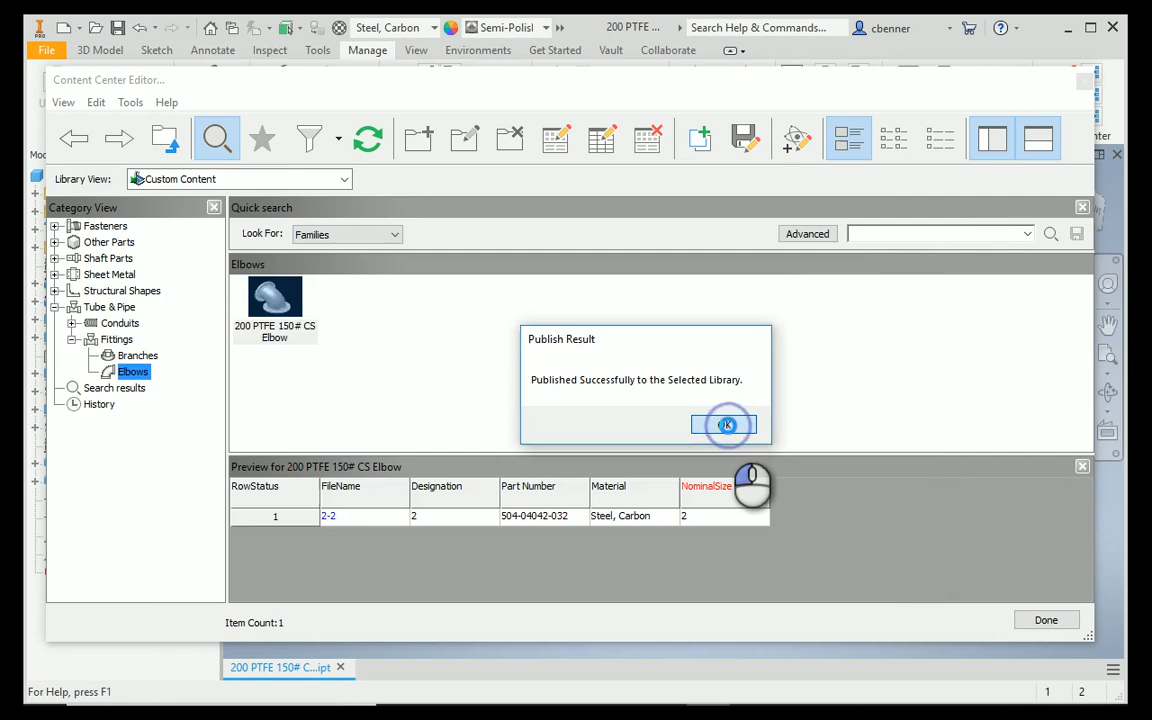 PRO
Steel, Carbon
Semi-Polisl
200 PTFE ...
Search Help & Commands...
cbenner
File
3D Model
Sketch
Annotate
Inspect
Tools
Manage
View
Environments
Get Started
Vault
Collaborate
Content Center Editor...
View
Edit
Tools
Help
Library View:
Custom Content
Category View
Quick search
Fasteners
Other Parts
Shaft Parts
Sheet Metal
Structural Shapes
Tube & Pipe
Conduits
Fittings
Branches
Elbows
Search results
History
Look For:
Families
Advanced
Elbows
200 PTFE 150# CS
Elbow
Publish Result
Published Successfully to the Selected Library.
Preview for 200 PTFE 150# CS Elbow
RowStatus
FileName
Designation
Part Number
Material
NominalSize
1
2-2
2
504-04042-032
Steel, Carbon
2
Item Count:1
Done
200 PTFE 150# C...ipt
For Help, press F1
1
2